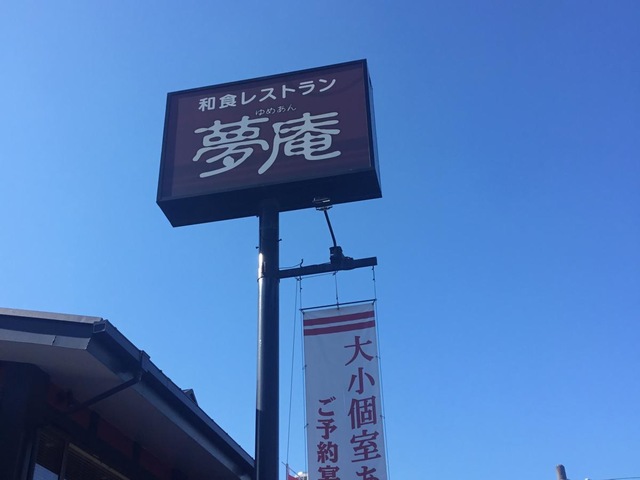 和食レストラン
ゆめあん
夢庵
大小個室あ
ご予約宴